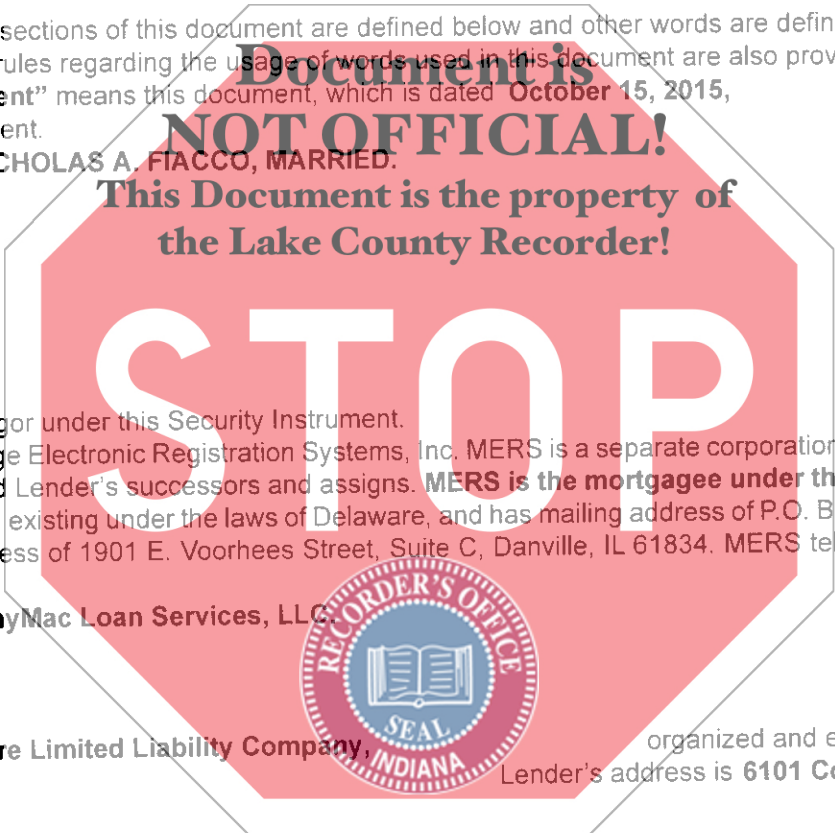 sections of this document are defined below and other words are defin
rules regarding the usage of words used in this document are also prov
ent” means this document, which is dated October 15, 2015,
ent.
CHOLAS A. FIACCO, MARRIED.
Document is
NOT OFFICIAL!
This Document is the property of
the Lake County Recorder!
STOP
gor under this Security Instrument.
ge Electronic Registration Systems, Inc. MERS is a separate corporation
d Lender's successors and assigns. MERS is the mortgagee under th
existing under the laws of Delaware, and has mailing address of P.O. B
ess of 1901 E. Voorhees Street, Suite C, Danville, IL 61834. MERS tel
nyMac Loan Services, LLC.
RECORDER'S OFFICE
SEAL
INDIANA
re Limited Liability Company,
organized and e
Lender's address is 6101 Co